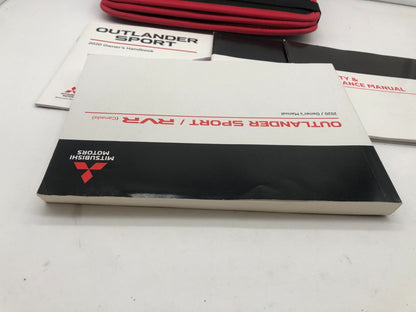 OUTLANDER
SPORT
2020 Owner's Handbook
& 
ANCE MANUAL
OUTLANDER SPORT / RVR (Canada)
2020 / Owner's Manual
MITSUBISHI
MOTORS